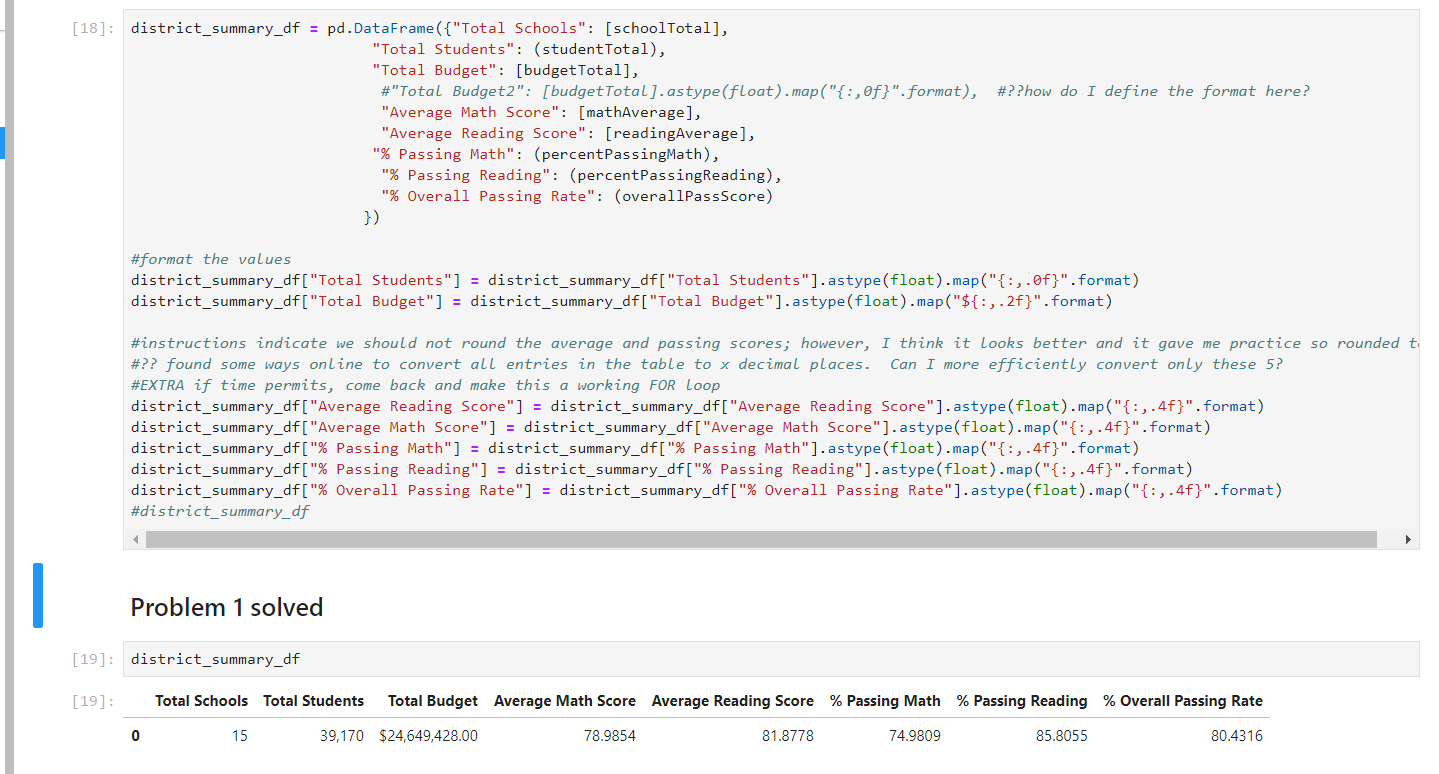 [18]: district_summary_df = pd.DataFrame({"Total Schools": [schoolTotal],
"Total Students": (studentTotal),
"Total Budget": [budgetTotal],
#"Total Budget2": [budgetTotal].astype(float).map("{:,0f}".format),  #??how do I define the format here?
"Average Math Score": [mathAverage],
"Average Reading Score": [readingAverage],
"% Passing Math": (percentPassingMath),
"% Passing Reading": (percentPassingReading),
"% Overall Passing Rate": (overallPassScore)
})
#format the values
district_summary_df["Total Students"] = district_summary_df["Total Students"].astype(float).map("{:,.0f}".format)
district_summary_df["Total Budget"] = district_summary_df["Total Budget"].astype(float).map("${:,.2f}".format)
#instructions indicate we should not round the average and passing scores; however, I think it looks better and it gave me practice so rounded
#?? found some ways online to convert all entries in the table to x decimal places.  Can I more efficiently convert only these 5?
#EXTRA if time permits, come back and make this a working FOR loop
district_summary_df["Average Reading Score"] = district_summary_df["Average Reading Score"].astype(float).map("{:,.4f}".format)
district_summary_df["Average Math Score"] = district_summary_df["Average Math Score"].astype(float).map("{:,.4f}".format)
district_summary_df["% Passing Math"] = district_summary_df["% Passing Math"].astype(float).map("{:,.4f}".format)
district_summary_df["% Passing Reading"] = district_summary_df["% Passing Reading"].astype(float).map("{:,.4f}".format)
district_summary_df["% Overall Passing Rate"] = district_summary_df["% Overall Passing Rate"].astype(float).map("{:,.4f}".format)
#district_summary_df
Problem 1 solved
[19]: district_summary_df
[19]: Total Schools Total Students Total Budget Average Math Score Average Reading Score % Passing Math % Passing Reading % Overall Passing Rate
0 15 39,170 $24,649,428.00 78.9854 81.8778 74.9809 85.8055 80.4316